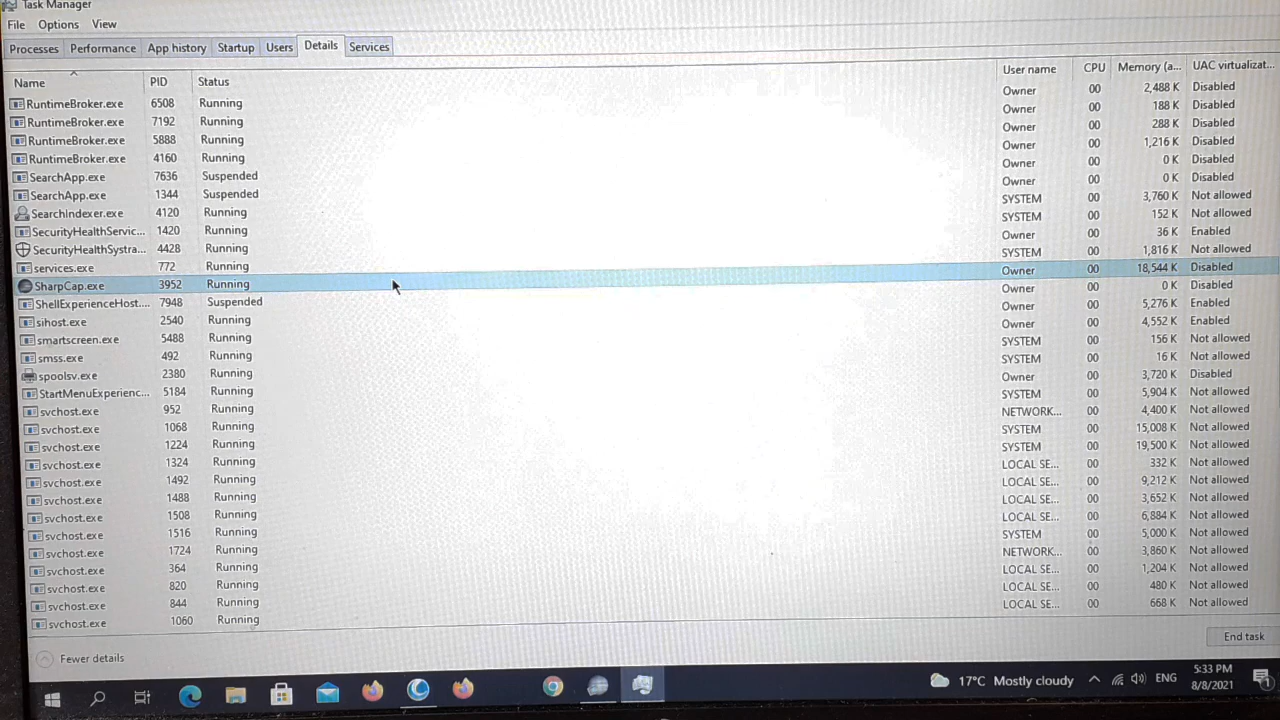 Task Manager
File Options View
Processes Performance App history Startup Users Details Services
Name PID Status User name CPU Memory (a... UAC virtualizat...
RuntimeBroker.exe 6508 Running Owner 00 2,488 K Disabled
RuntimeBroker.exe 7192 Running Owner 00 188 K Disabled
RuntimeBroker.exe 5888 Running Owner 00 288 K Disabled
RuntimeBroker.exe 4160 Running Owner 00 1,216 K Disabled
SearchApp.exe 7636 Suspended Owner 00 0 K Disabled
SearchApp.exe 1344 Suspended Owner 00 0 K Disabled
SearchIndexer.exe 4120 Running SYSTEM 00 3,760 K Not allowed
SecurityHealthServic... 1420 Running SYSTEM 00 152 K Not allowed
SecurityHealthSystra... 4428 Running Owner 00 36 K Enabled
services.exe 772 Running SYSTEM 00 1,816 K Not allowed
SharpCap.exe 3952 Running Owner 00 18,544 K Disabled
ShellExperienceHost.... 7948 Suspended Owner 00 0 K Disabled
sihost.exe 2540 Running Owner 00 5,276 K Enabled
smartscreen.exe 5488 Running Owner 00 4,552 K Enabled
smss.exe 492 Running SYSTEM 00 156 K Not allowed
spoolsv.exe 2380 Running SYSTEM 00 16 K Not allowed
StartMenuExperienc... 5184 Running Owner 00 3,720 K Disabled
svchost.exe 952 Running SYSTEM 00 5,904 K Not allowed
svchost.exe 1068 Running NETWORK... 00 4,400 K Not allowed
svchost.exe 1224 Running SYSTEM 00 15,008 K Not allowed
svchost.exe 1324 Running SYSTEM 00 19,500 K Not allowed
svchost.exe 1492 Running LOCAL SE... 00 332 K Not allowed
svchost.exe 1488 Running LOCAL SE... 00 9,212 K Not allowed
svchost.exe 1508 Running LOCAL SE... 00 3,652 K Not allowed
svchost.exe 1516 Running LOCAL SE... 00 6,884 K Not allowed
svchost.exe 1724 Running SYSTEM 00 5,000 K Not allowed
svchost.exe 364 Running NETWORK... 00 3,860 K Not allowed
svchost.exe 820 Running LOCAL SE... 00 1,204 K Not allowed
svchost.exe 844 Running LOCAL SE... 00 480 K Not allowed
svchost.exe 1060 Running LOCAL SE... 00 668 K Not allowed
Fewer details End task
17°C Mostly cloudy ENG 5:33 PM
8/8/2021 1